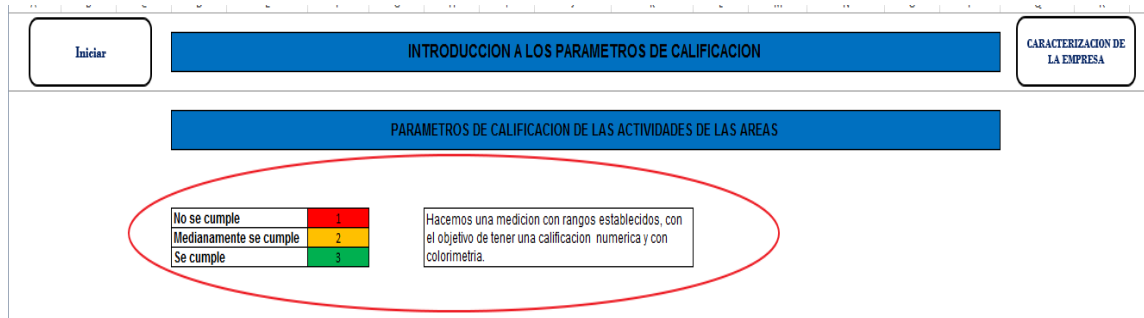 Iniciar
INTRODUCCION A LOS PARAMETROS DE CALIFICACION
CARACTERIZACION DE
LA EMPRESA
PARAMETROS DE CALIFICACION DE LAS ACTIVIDADES DE LAS AREAS
No se cumple 1
Medianamente se cumple 2
Se cumple 3
Hacemos una medicion con rangos establecidos, con
el objetivo de tener una calificacion numerica y con
colorimetria.